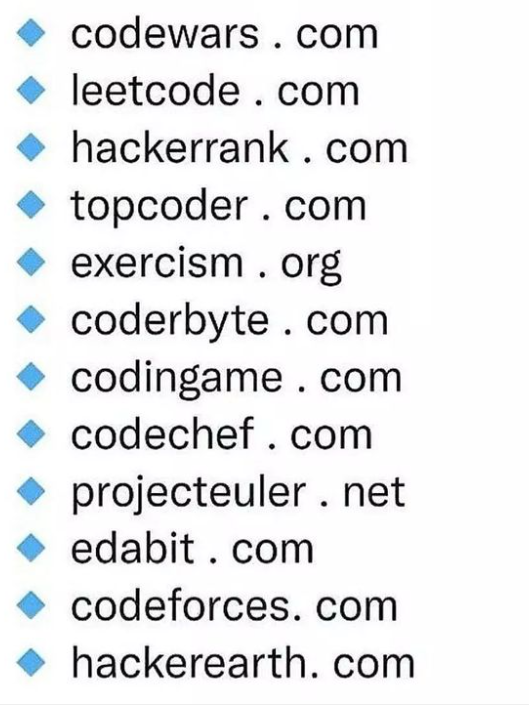 🔹 codewars . com
🔹 leetcode . com
🔹 hackerrank . com
🔹 topcoder . com
🔹 exercism . org
🔹 coderbyte . com
🔹 codingame . com
🔹 codechef . com
🔹 projecteuler . net
🔹 edabit . com
🔹 codeforces. com
🔹 hackerearth. com